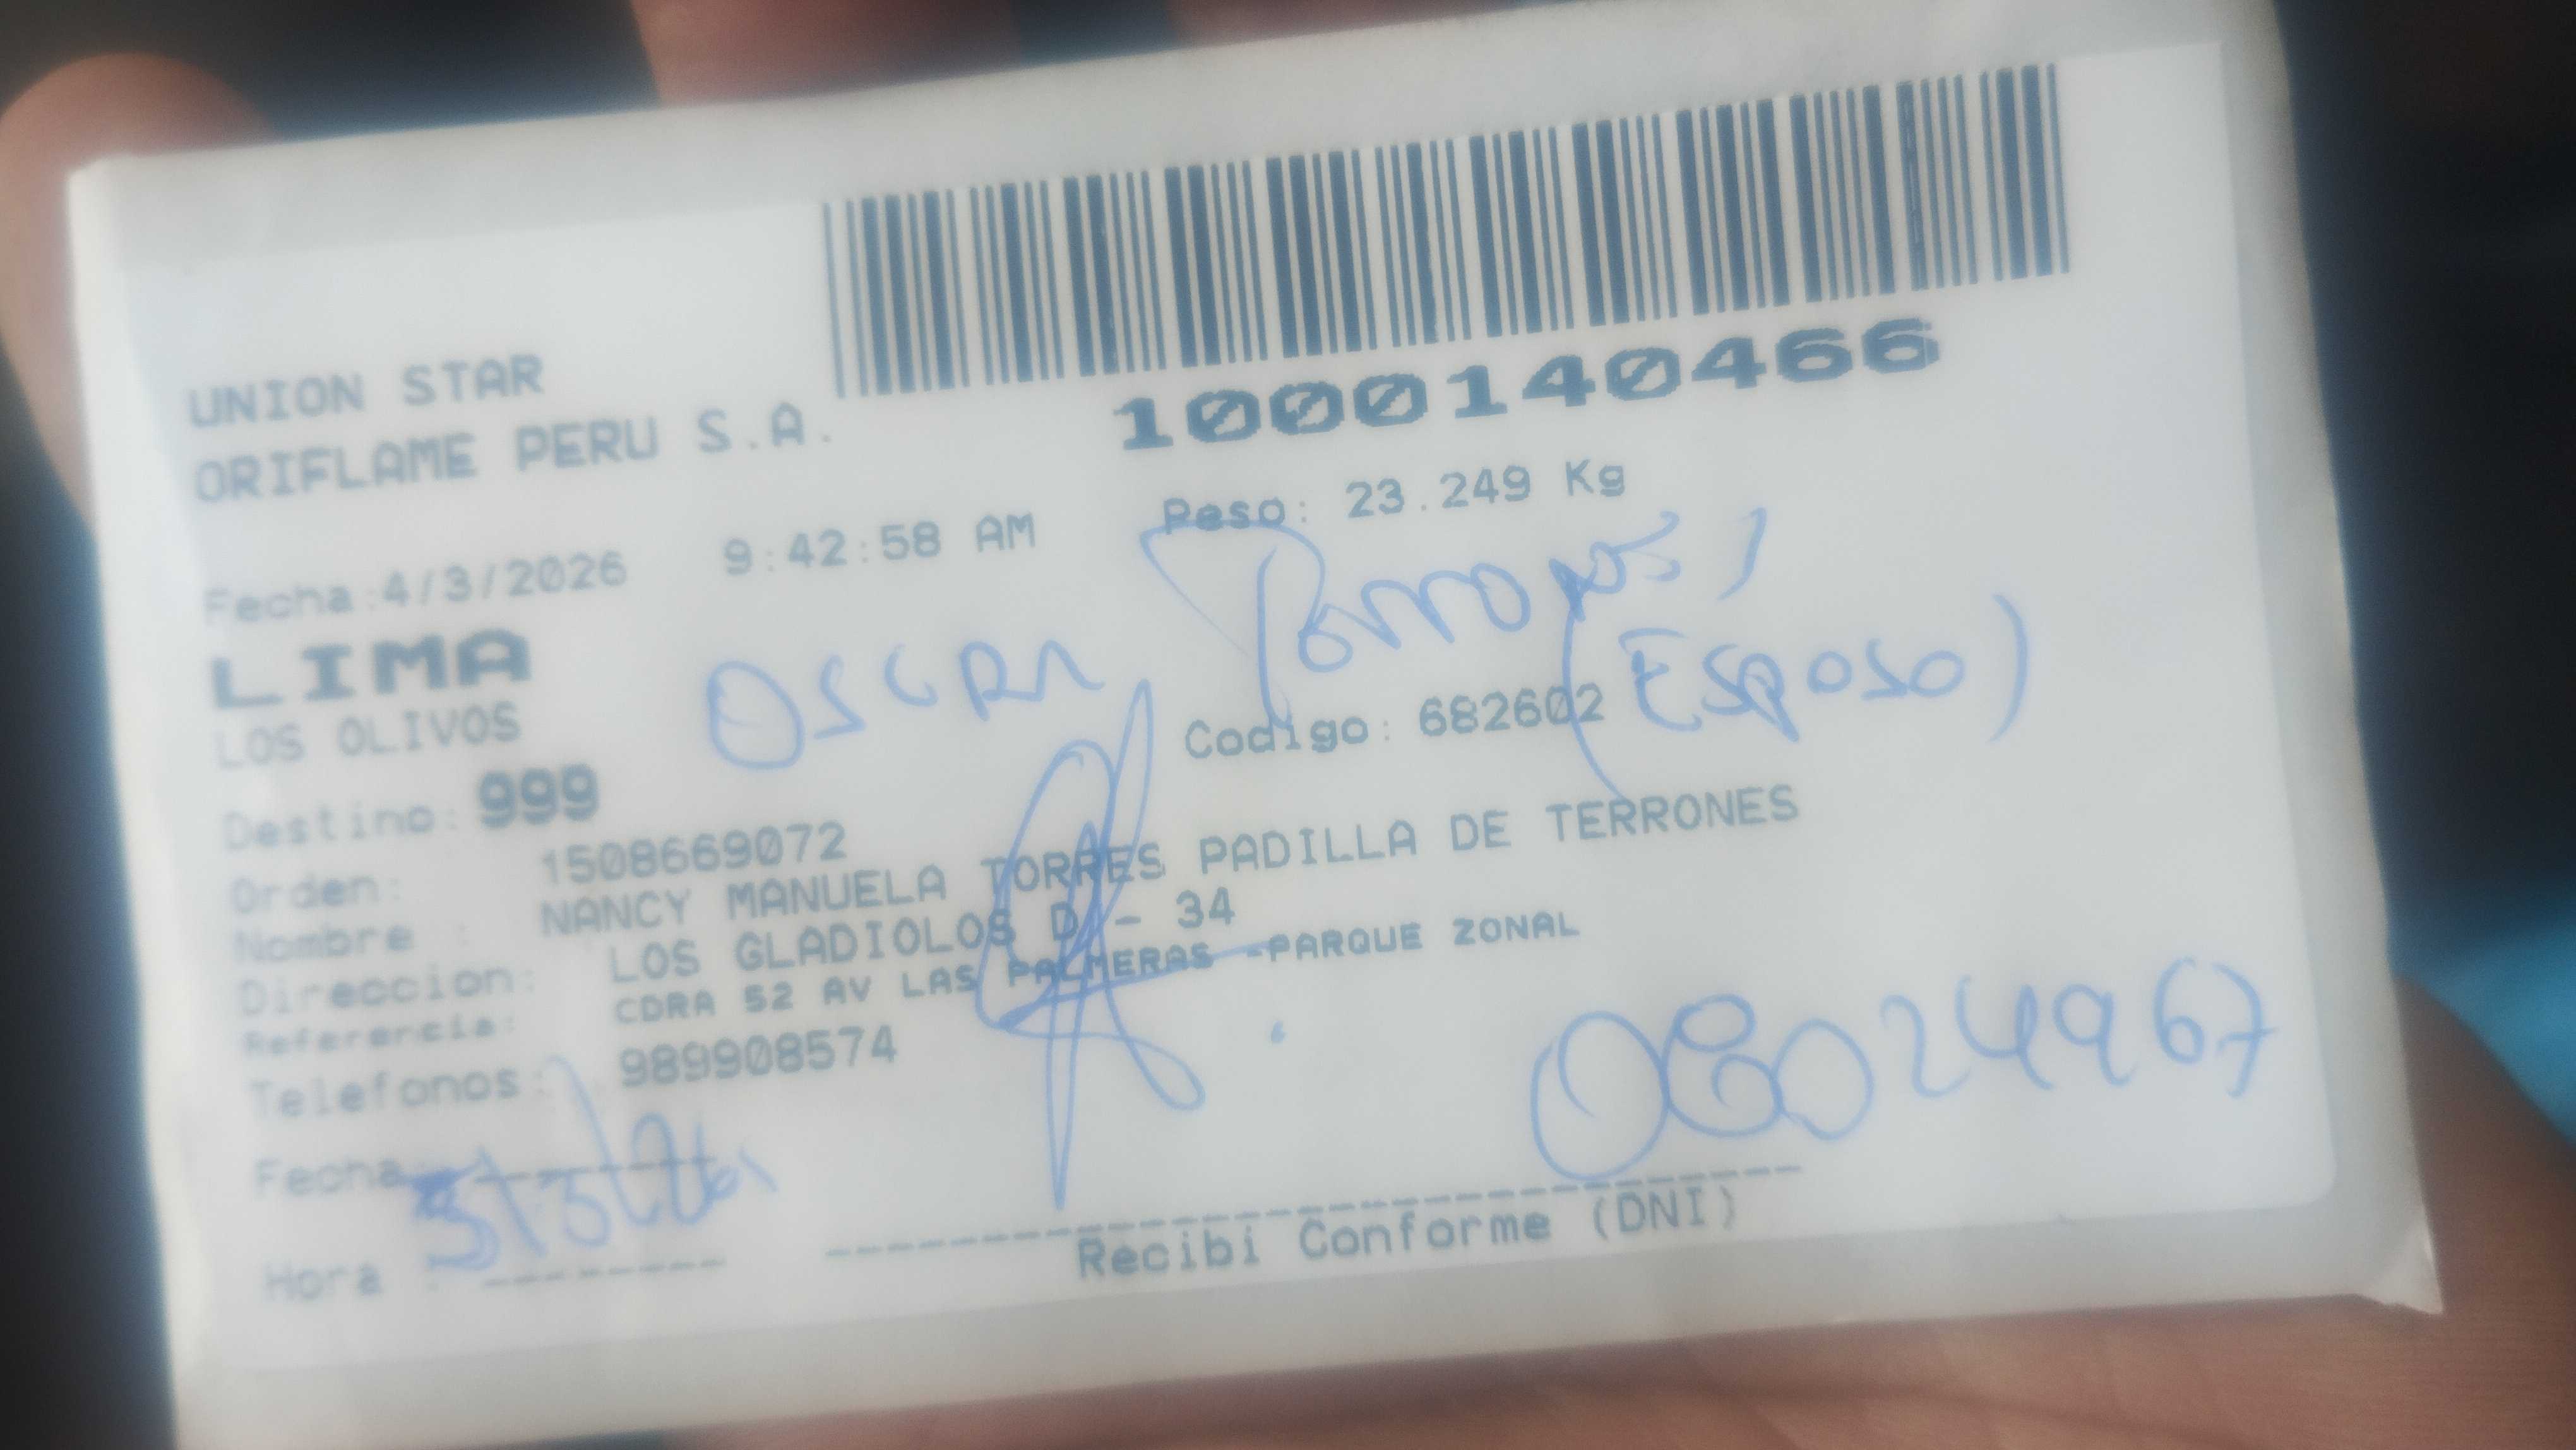 1000140466
UNION STAR
ORIFLAME PERU S.A.
Fecha:4/3/2026 9:42:58 AM Peso: 23.249 Kg
LIMA
LOS OLIVOS
OSCAR Terrones
(Esposo)
Codigo: 682602
Destino: 999
Orden: 1508669072
Nombre : NANCY MANUELA TORRES PADILLA DE TERRONES
Direccion: LOS GLADIOLOS D - 34
Referencia: CDRA 52 AV LAS PALMERAS -PARQUE ZONAL
Telefonos: 989908574
08024967
Fecha
Hora :
Recibi Conforme (DNI)